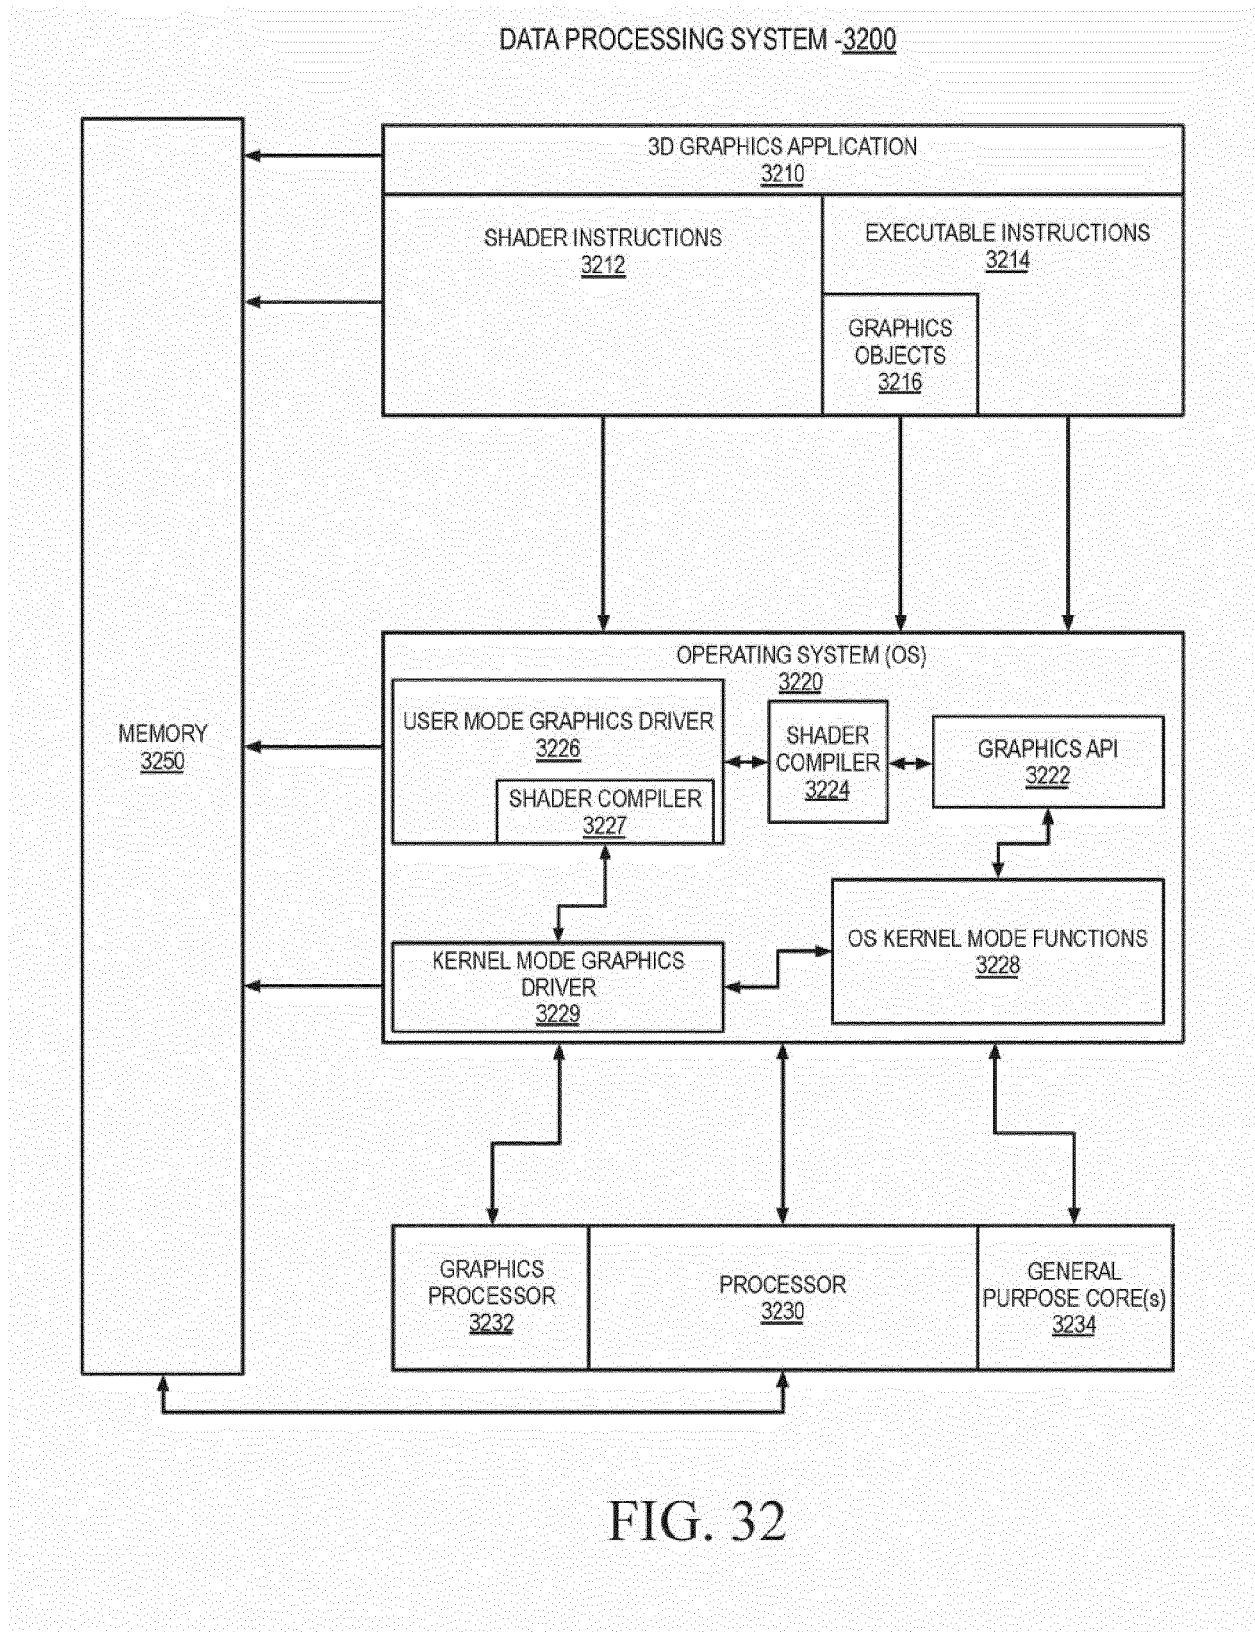 DATA PROCESSING SYSTEM -3200
3D GRAPHICS APPLICATION
3210
SHADER INSTRUCTIONS
3212
EXECUTABLE INSTRUCTIONS
3214
GRAPHICS
OBJECTS
3216
MEMORY
3250
OPERATING SYSTEM (OS)
3220
USER MODE GRAPHICS DRIVER
3226
SHADER COMPILER
3227
SHADER
COMPILER
3224
GRAPHICS API
3222
KERNEL MODE GRAPHICS
DRIVER
3229
OS KERNEL MODE FUNCTIONS
3228
GRAPHICS
PROCESSOR
3232
PROCESSOR
3230
GENERAL
PURPOSE CORE(s)
3234
FIG. 32